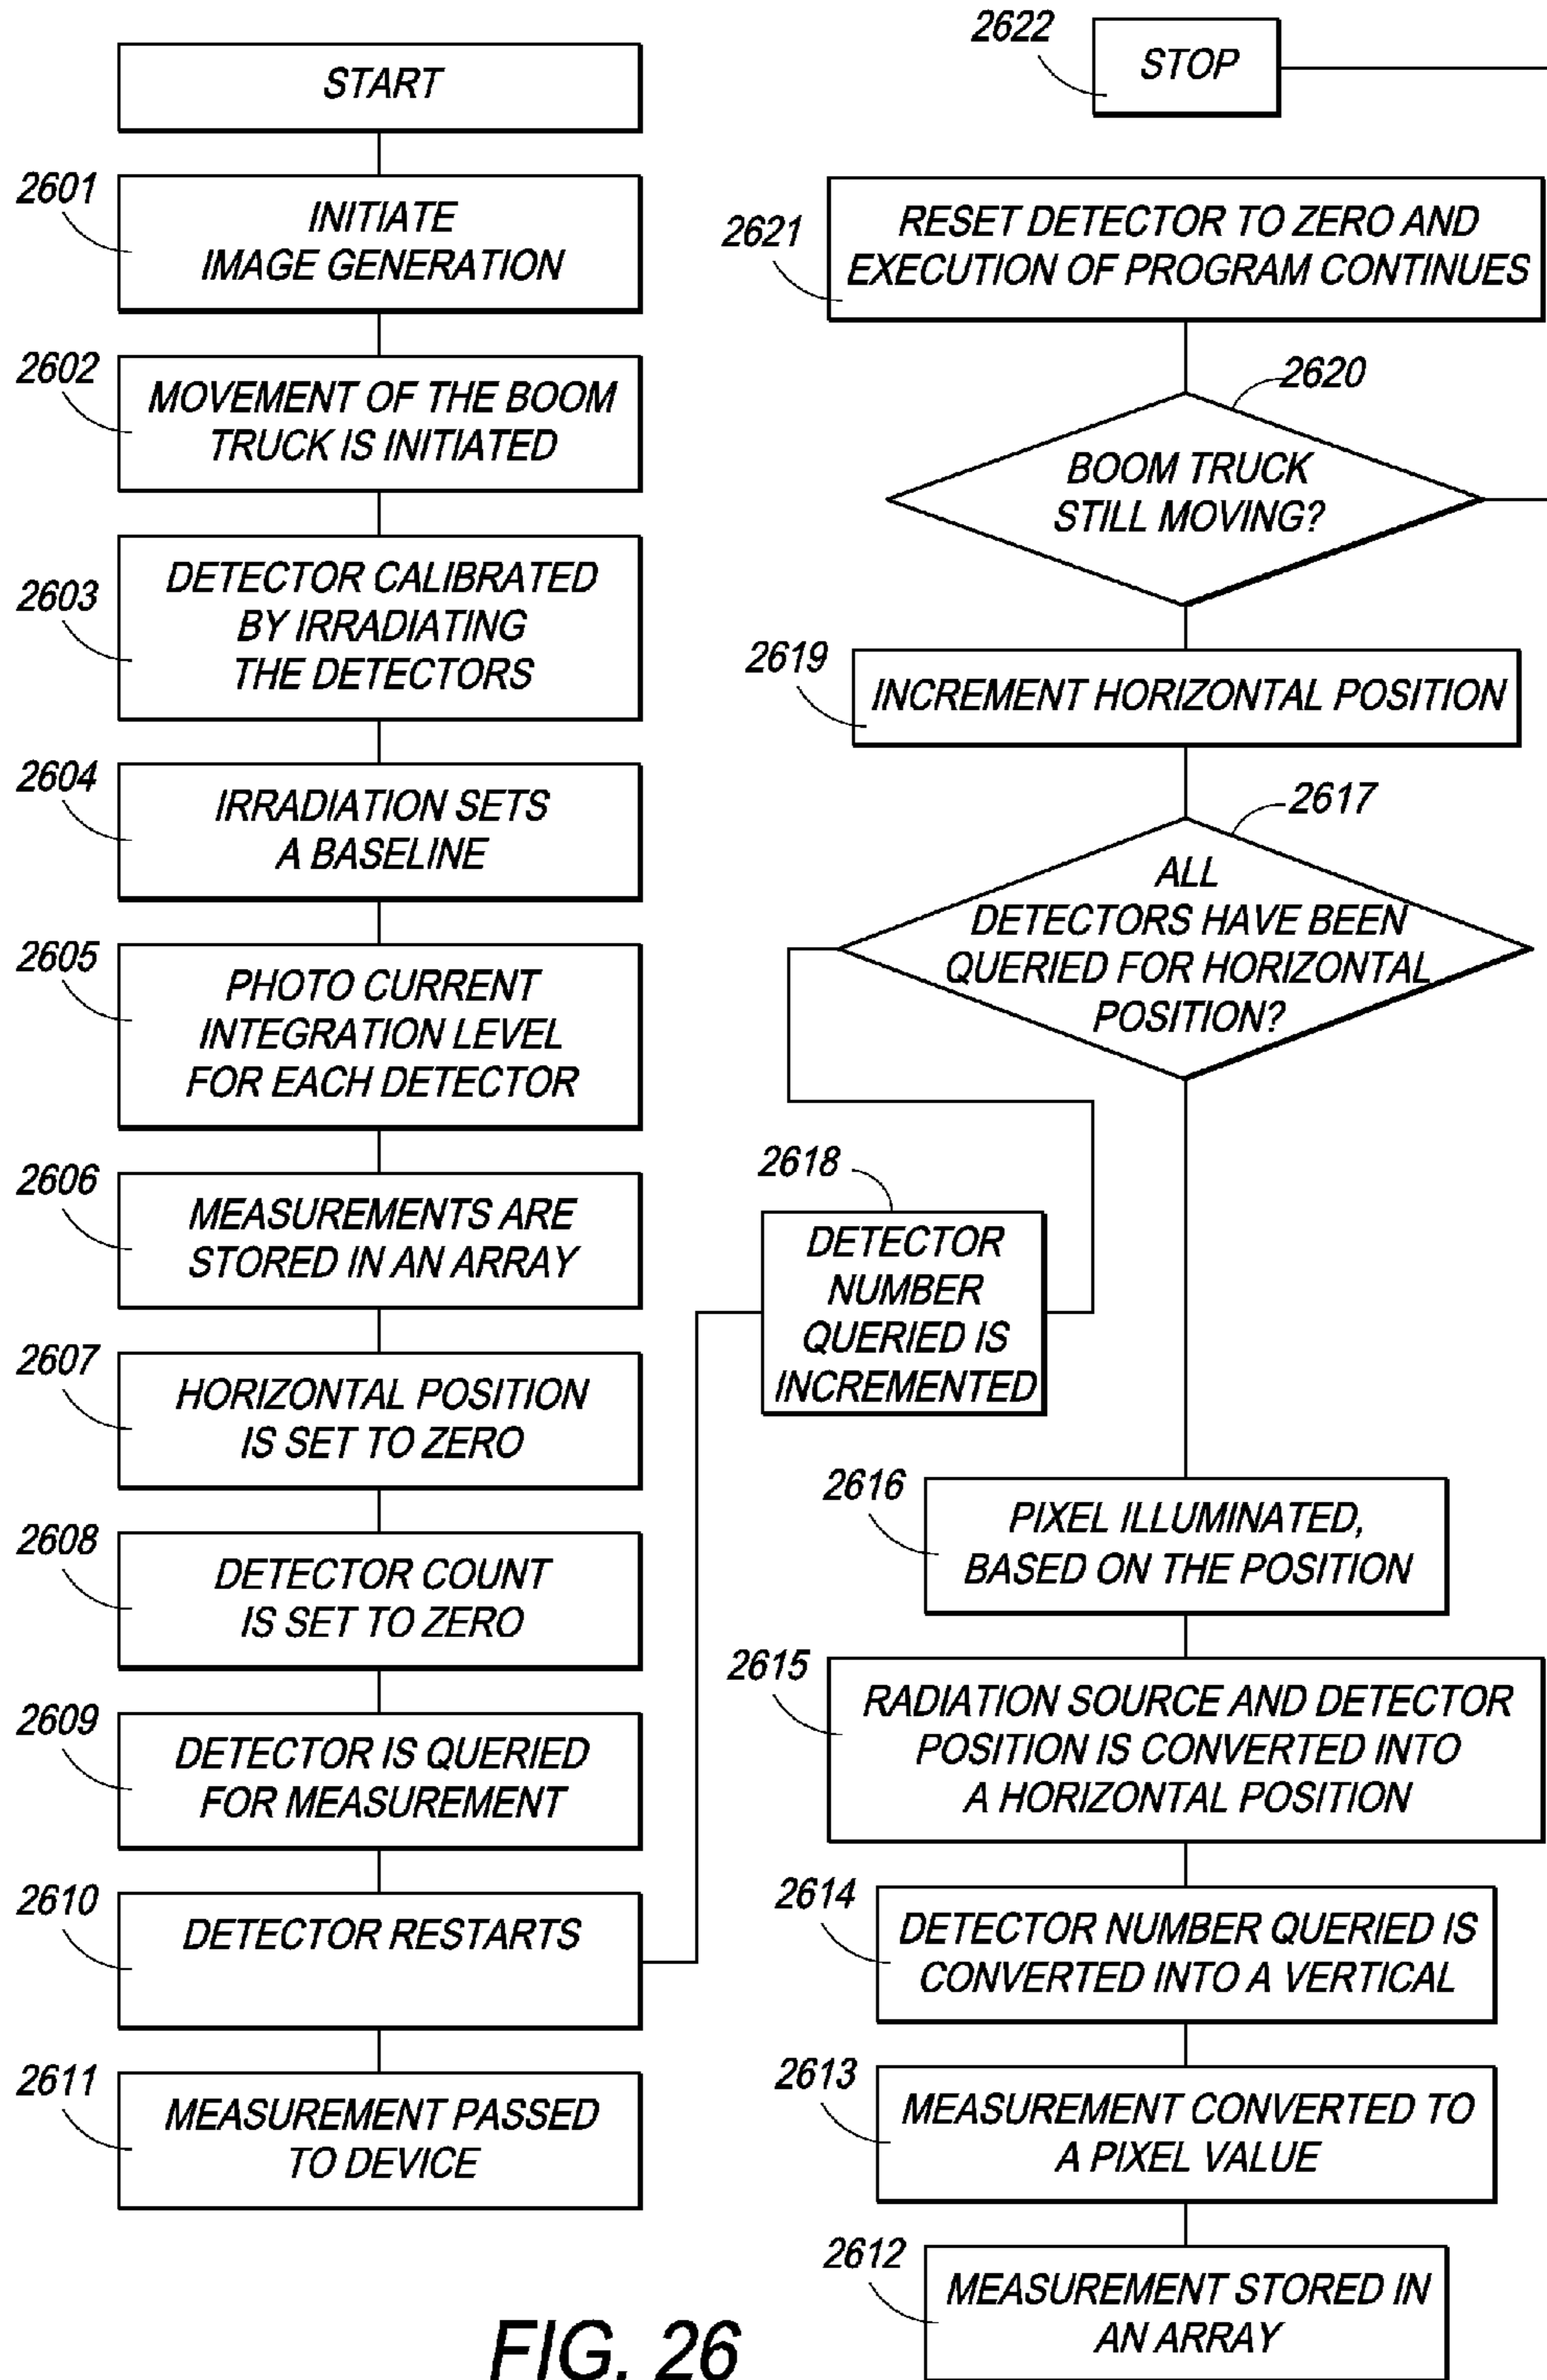 START
2601
INITIATE
IMAGE GENERATION
2602
MOVEMENT OF THE BOOM
TRUCK IS INITIATED
2603
DETECTOR CALIBRATED
BY IRRADIATING
THE DETECTORS
2604
IRRADIATION SETS
A BASELINE
2605
PHOTO CURRENT
INTEGRATION LEVEL
FOR EACH DETECTOR
2606
MEASUREMENTS ARE
STORED IN AN ARRAY
2607
HORIZONTAL POSITION
IS SET TO ZERO
2608
DETECTOR COUNT
IS SET TO ZERO
2609
DETECTOR IS QUERIED
FOR MEASUREMENT
2610
DETECTOR RESTARTS
2611
MEASUREMENT PASSED
TO DEVICE
2622
STOP
2621
RESET DETECTOR TO ZERO AND
EXECUTION OF PROGRAM CONTINUES
2620
BOOM TRUCK
STILL MOVING?
2619
INCREMENT HORIZONTAL POSITION
2617
ALL
DETECTORS HAVE BEEN
QUERIED FOR HORIZONTAL
POSITION?
2618
DETECTOR
NUMBER
QUERIED IS
INCREMENTED
2616
PIXEL ILLUMINATED,
BASED ON THE POSITION
2615
RADIATION SOURCE AND DETECTOR
POSITION IS CONVERTED INTO
A HORIZONTAL POSITION
2614
DETECTOR NUMBER QUERIED IS
CONVERTED INTO A VERTICAL
2613
MEASUREMENT CONVERTED TO
A PIXEL VALUE
2612
MEASUREMENT STORED IN
AN ARRAY
FIG. 26